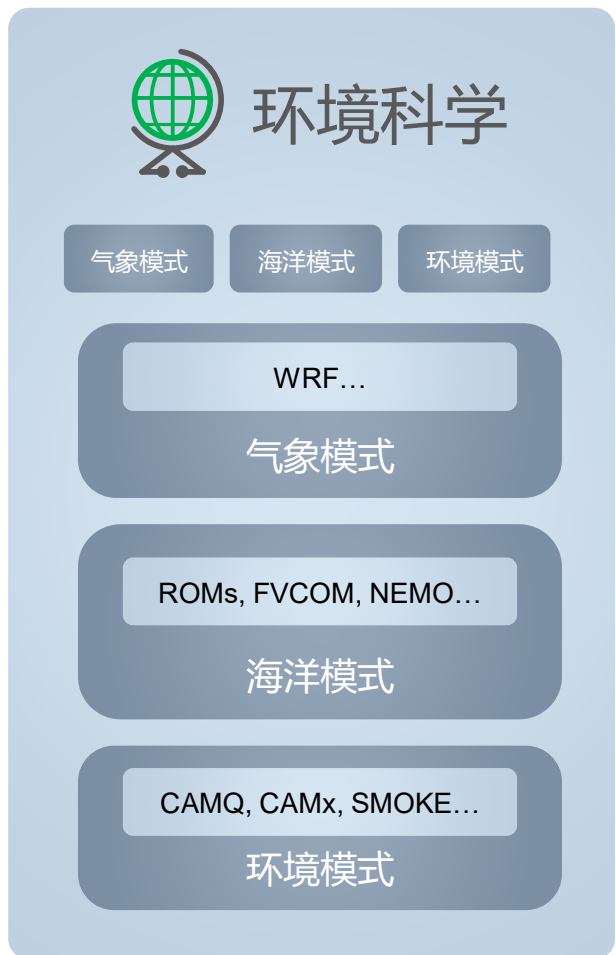 环境科学
气象模式 海洋模式 环境模式
WRF…
气象模式
ROMs, FVCOM, NEMO…
海洋模式
CAMQ, CAMx, SMOKE…
环境模式